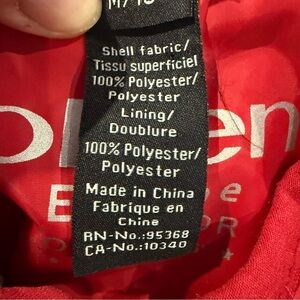 Shell fabric/
Tissu superficiel
100% Polyester/
Polyester
Lining/
Doublure
100% Polyester/
Polyester
Made in China
Fabrique en
Chine
RN-No.:95368
CA-No.:10340